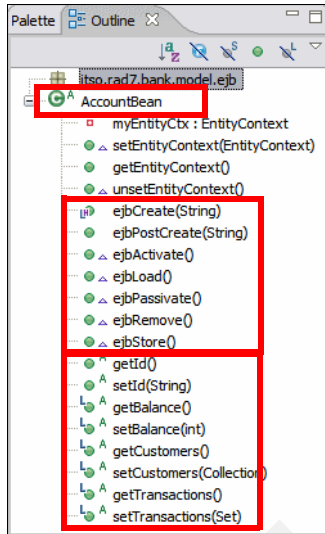 Palette Outline
itso.rad7.bank.model.ejb
AccountBean
myEntityCtx : EntityContext
setEntityContext(EntityContext)
getEntityContext()
unsetEntityContext()
ejbCreate(String)
ejbPostCreate(String)
ejbActivate()
ejbLoad()
ejbPassivate()
ejbRemove()
ejbStore()
getId()
setId(String)
getBalance()
setBalance(int)
getCustomers()
setCustomers(Collection)
getTransactions()
setTransactions(Set)